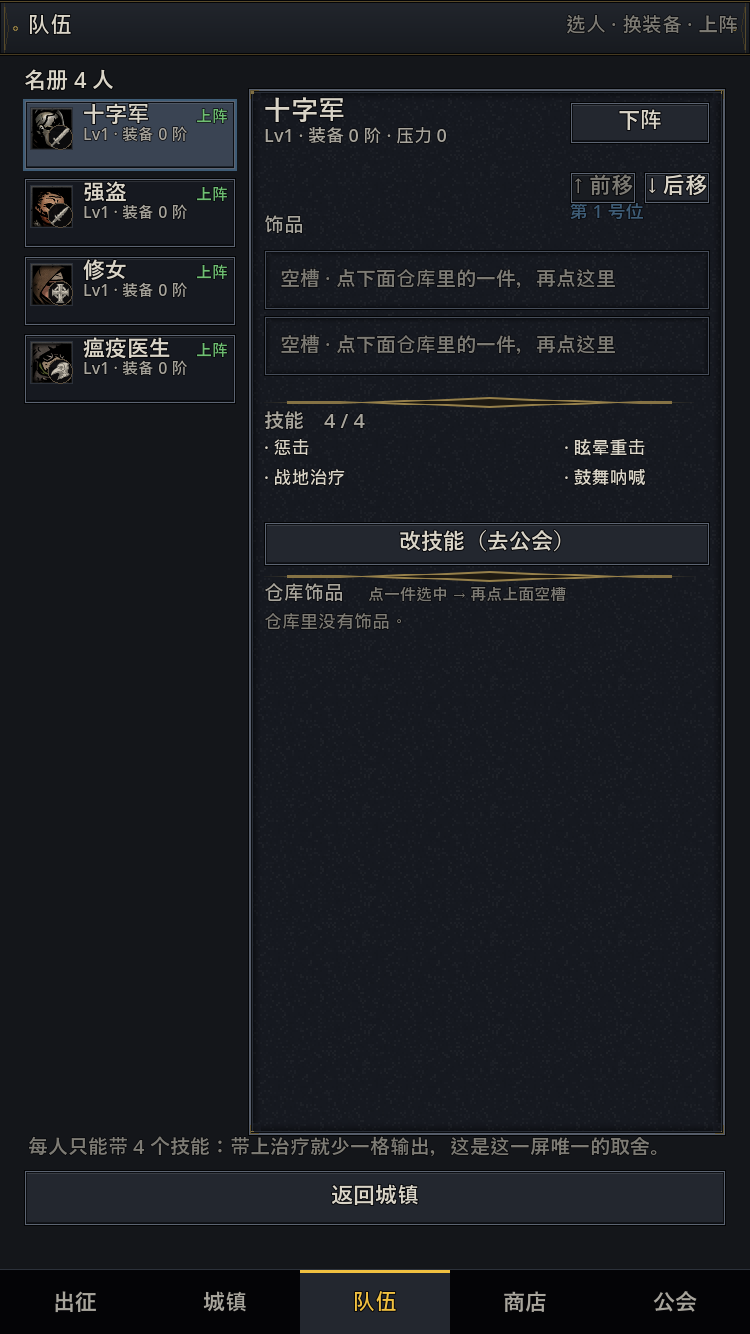 队伍
选人 · 换装备 · 上阵
名册 4 人
十字军
上阵
Lv1 · 装备 0 阶
强盗
上阵
Lv1 · 装备 0 阶
修女
上阵
Lv1 · 装备 0 阶
瘟疫医生
上阵
Lv1 · 装备 0 阶
十字军
Lv1 · 装备 0 阶 · 压力 0
下阵
↑ 前移
↓ 后移
第 1 号位
饰品
空槽 · 点下面仓库里的一件，再点这里
空槽 · 点下面仓库里的一件，再点这里
技能 4 / 4
· 惩击
· 眩晕重击
· 战地治疗
· 鼓舞呐喊
改技能（去公会）
仓库饰品 点一件选中 → 再点上面空槽
仓库里没有饰品。
每人只能带 4 个技能：带上治疗就少一格输出，这是这一屏唯一的取舍。
返回城镇
出征
城镇
队伍
商店
公会